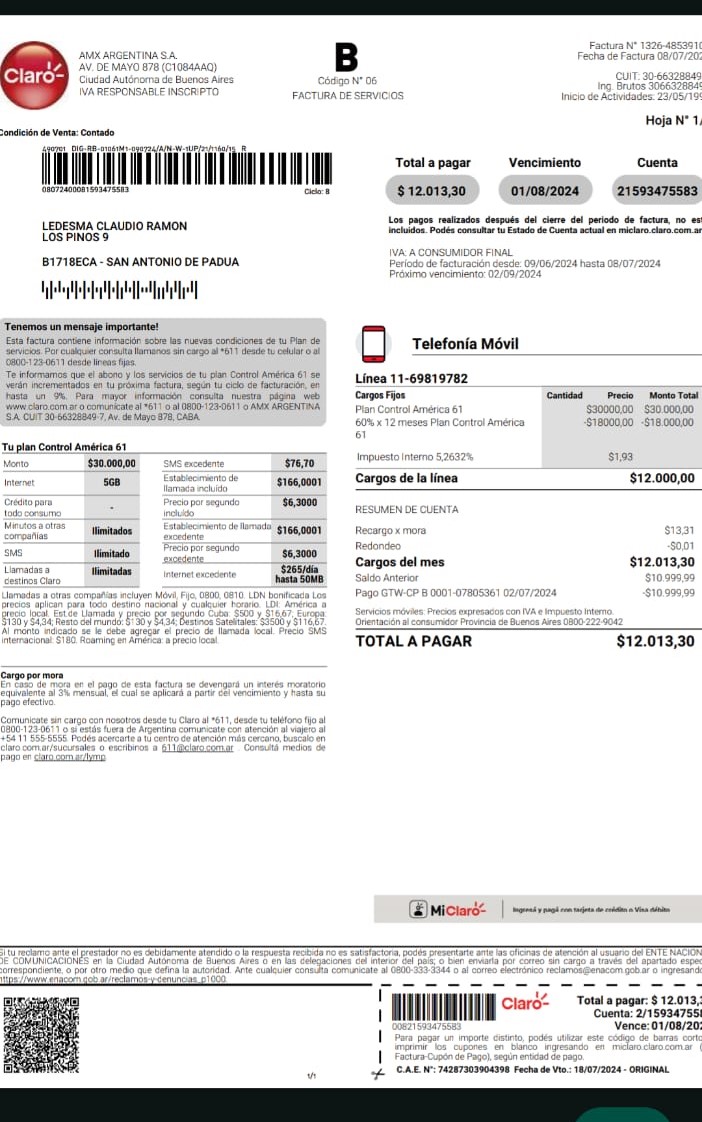 Claro
AMX ARGENTINA S.A.
AV. DE MAYO 878 (C1084AAQ)
Ciudad Autónoma de Buenos Aires
IVA RESPONSABLE INSCRIPTO
B
Código N° 06
FACTURA DE SERVICIOS
Factura N° 1326-4853910
Fecha de Factura 08/07/202
CUIT: 30-66328849
Ing. Brutos 3066328849
Inicio de Actividades: 23/05/199
Hoja N° 1/
Condición de Venta: Contado
490701 DIG-RB-01061M1-090724/A/N-W-1UP/21/1160/15 R
08072400081593475583
Ciclo: 8
Total a pagar
Vencimiento
Cuenta
$ 12.013,30
01/08/2024
21593475583
Los pagos realizados después del cierre del periodo de factura, no est
incluidos. Podés consultar tu Estado de Cuenta actual en miclaro.claro.com.ar
LEDESMA CLAUDIO RAMON
LOS PINOS 9
B1718ECA - SAN ANTONIO DE PADUA
IVA: A CONSUMIDOR FINAL
Período de facturación desde: 09/06/2024 hasta 08/07/2024
Próximo vencimiento: 02/09/2024
Tenemos un mensaje importante!
Esta factura contiene información sobre las nuevas condiciones de tu Plan de
servicios. Por cualquier consulta llamanos sin cargo al *611 desde tu celular o al
0800-123-0611 desde líneas fijas.
Te informamos que el abono y los servicios de tu plan Control América 61 se
verán incrementados en tu próxima factura, según tu ciclo de facturación, en
hasta un 9%. Para mayor información consulta nuestra página web
www.claro.com.ar o comunicate al *611 o al 0800-123-0611 o AMX ARGENTINA
S.A. CUIT 30-66328849-7, Av. de Mayo 878, CABA.
Tu plan Control América 61
Monto $30.000,00 SMS excedente $76,70
Internet 5GB Establecimiento de llamada incluído $166,0001
Crédito para todo consumo - Precio por segundo incluído $6,3000
Minutos a otras compañías Ilimitados Establecimiento de llamada excedente $166,0001
SMS Ilimitado Precio por segundo excedente $6,3000
Llamadas a destinos Claro Ilimitadas Internet excedente $265/día hasta 50MB
Llamadas a otras compañías incluyen Móvil, Fijo, 0800, 0810. LDN bonificada Los
precios aplican para todo destino nacional y cualquier horario. LDI: América a
precio local. Est.de Llamada y precio por segundo Cuba: $500 y $16,67; Europa:
$130 y $4,34; Resto del mundo: $130 y $4,34; Destinos Satelitales: $3500 y $116,67.
Al monto indicado se le debe agregar el precio de llamada local. Precio SMS
internacional: $180. Roaming en América: a precio local.
Cargo por mora
En caso de mora en el pago de esta factura se devengará un interés moratorio
equivalente al 3% mensual, el cual se aplicará a partir del vencimiento y hasta su
pago efectivo.
Comunicate sin cargo con nosotros desde tu Claro al *611, desde tu teléfono fijo al
0800-123-0611 o si estás fuera de Argentina comunicate con atención al viajero al
+54 11 555-5555. Podés acercarte a tu centro de atención más cercano, buscalo en
claro.com.ar/sucursales o escribinos a 611@claro.com.ar . Consultá medios de
pago en claro.com.ar/lymp.
Telefonía Móvil
Línea 11-69819782
Cargos Fijos Cantidad Precio Monto Total
Plan Control América 61 $30000,00 $30.000,00
60% x 12 meses Plan Control América -$18000,00 -$18.000,00
61
Impuesto Interno 5,2632% $1,93
Cargos de la línea $12.000,00
RESUMEN DE CUENTA
Recargo x mora $13,31
Redondeo -$0,01
Cargos del mes $12.013,30
Saldo Anterior $10.999,99
Pago GTW-CP B 0001-07805361 02/07/2024 -$10.999,99
Servicios móviles: Precios expresados con IVA e Impuesto Interno.
Orientación al consumidor Provincia de Buenos Aires 0800-222-9042
TOTAL A PAGAR $12.013,30
MiClaro
Ingresá y pagá con tarjeta de crédito o Visa débito
Si tu reclamo ante el prestador no es debidamente atendido o la respuesta recibida no es satisfactoria, podés presentarte ante las oficinas de atención al usuario del ENTE NACION
DE COMUNICACIONES en la Ciudad Autónoma de Buenos Aires o en las delegaciones del interior del país; o bien enviarla por correo sin cargo a través del apartado espec
correspondiente, o por otro medio que defina la autoridad. Ante cualquier consulta comunicate al 0800-333-3344 o al correo electrónico reclamos@enacom.gob.ar o ingresando
https://www.enacom.gob.ar/reclamos-y-denuncias_p1000.
00821593475583
Claro
Total a pagar: $ 12.013,3
Cuenta: 2/1593475583
Vence: 01/08/202
Para pagar un importe distinto, podés utilizar este código de barras corto
imprimir los cupones en blanco ingresando en miclaro.claro.com.ar (
Factura-Cupón de Pago), según entidad de pago.
C.A.E. N°: 74287303904398 Fecha de Vto.: 18/07/2024 - ORIGINAL
1/1